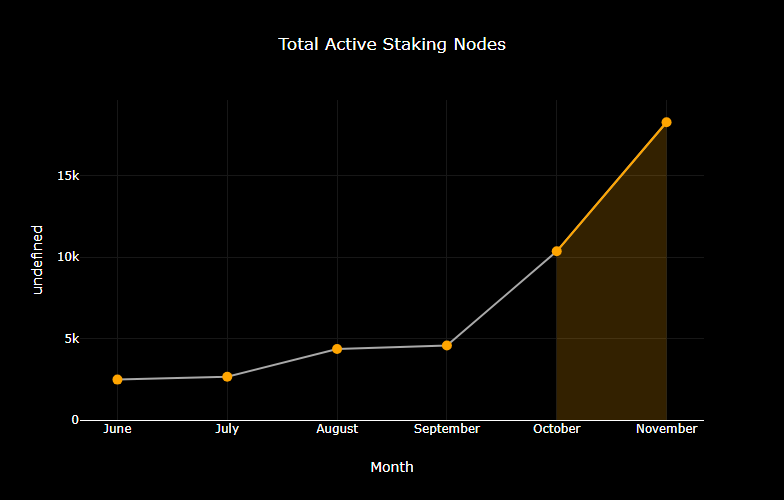 Total Active Staking Nodes
undefined
15k
10k
5k
0
June July August September October November
Month